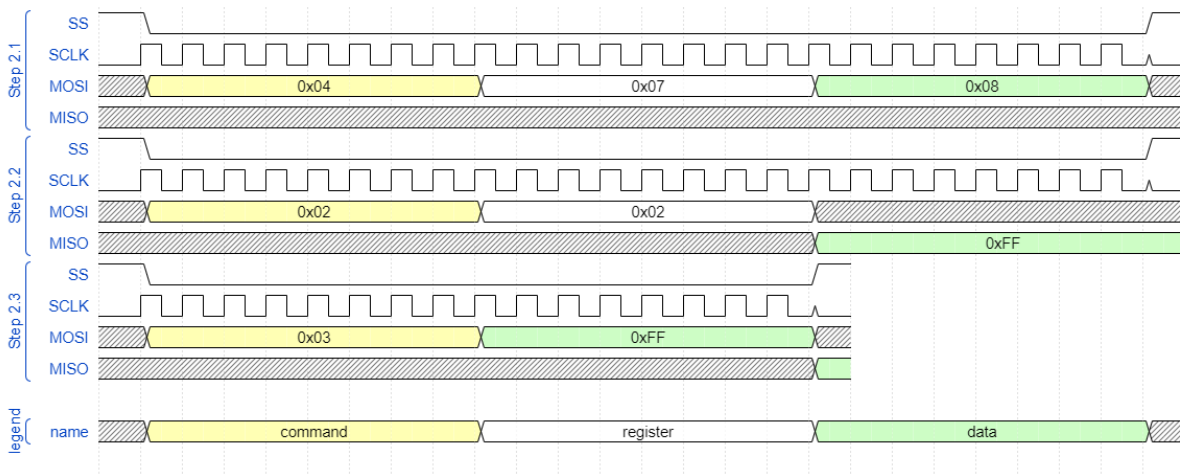 Step 2.1
SS
SCLK
MOSI 0x04 0x07 0x08
MISO
Step 2.2
SS
SCLK
MOSI 0x02 0x02
MISO 0xFF
Step 2.3
SS
SCLK
MOSI 0x03 0xFF
MISO
legend
name command register data